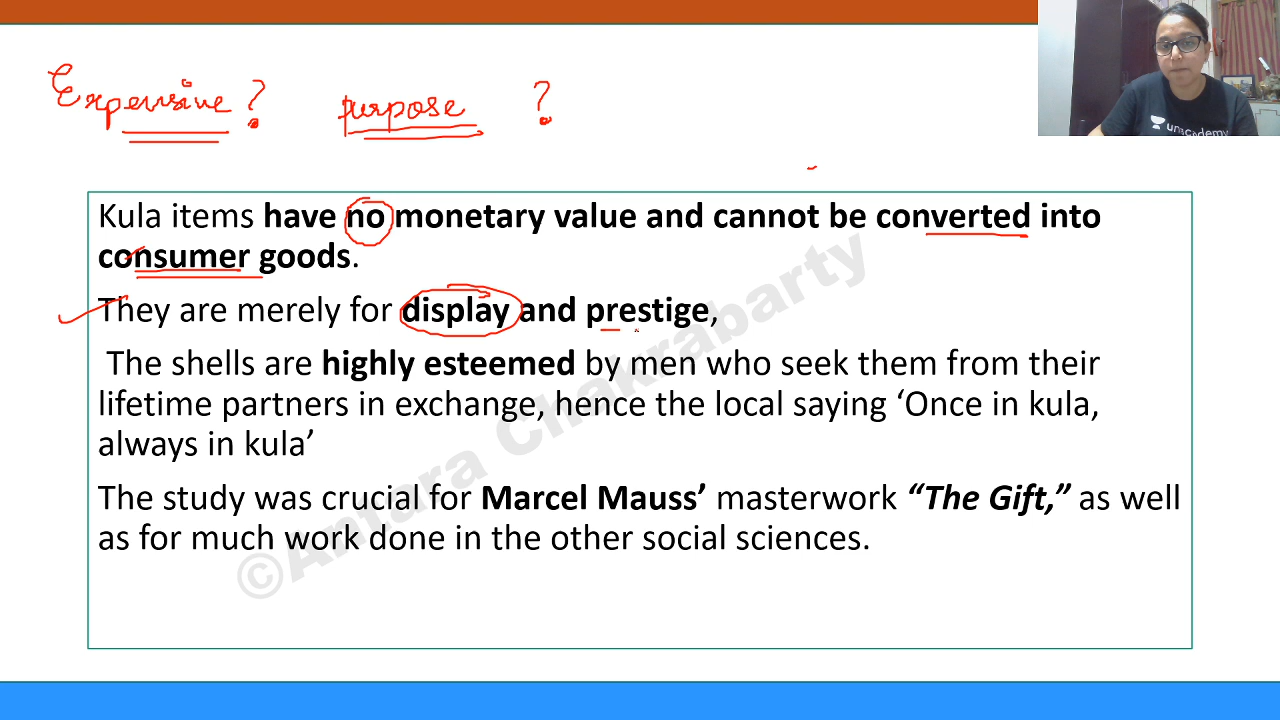 Expensive? purpose ?
unacademy
Kula items have no monetary value and cannot be converted into
consumer goods.
They are merely for display and prestige,
The shells are highly esteemed by men who seek them from their
lifetime partners in exchange, hence the local saying ‘Once in kula,
always in kula’
The study was crucial for Marcel Mauss’ masterwork “The Gift,” as well
as for much work done in the other social sciences.
©Antara Chakrabarty